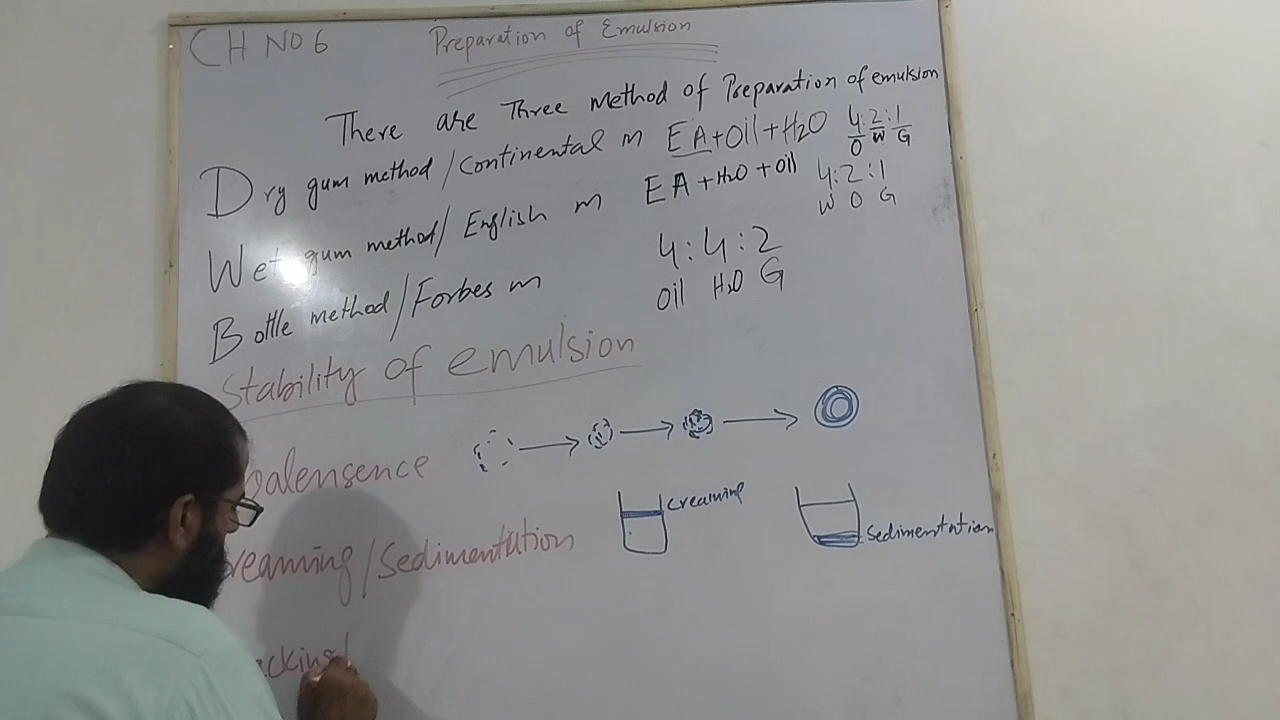 CH NO 6 Preparation of Emulsion
There are Three method of Preparation of emulsion
Dry gum method/Continental m EA+Oil+H2O 4:2:1
O W G
Wet gum method/English m EA+H2O+Oil 4:2:1
W O G
Bottle method/Forbes m 4:4:2
Oil H2O G
Stability of emulsion
oalensence
creaming
reaming/Sedimentation
Sedimentation
cking/